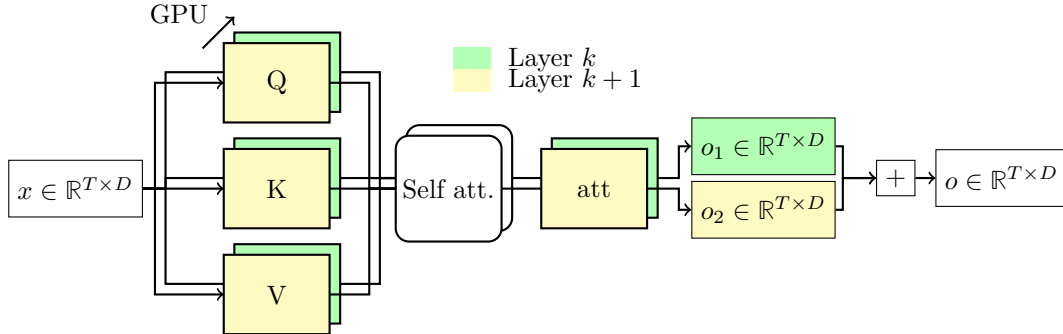 GPU
Layer k
Layer k + 1
Q
K
V
x ∈ ℝ^{T×D}
Self att.
att
o₁ ∈ ℝ^{T×D}
o₂ ∈ ℝ^{T×D}
+
o ∈ ℝ^{T×D}